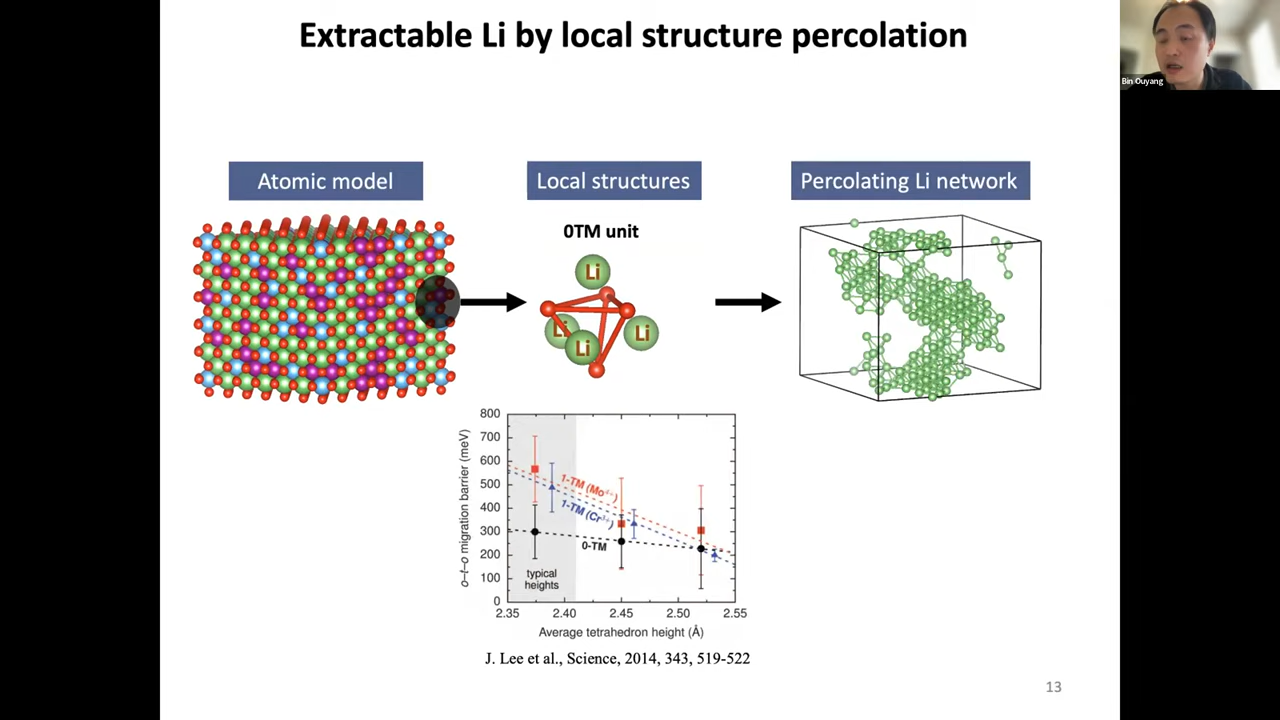 Extractable Li by local structure percolation
Bin Ouyang
Atomic model
Local structures
Percolating Li network
0TM unit
Li
Li
Li
Li
800
700
600
500
400
300
200
100
0
o–t–o migration barrier (meV)
1-TM (Mo⁴⁺)
1-TM (Cr³⁺)
0-TM
typical
heights
2.35 2.40 2.45 2.50 2.55
Average tetrahedron height (Å)
J. Lee et al., Science, 2014, 343, 519-522
13